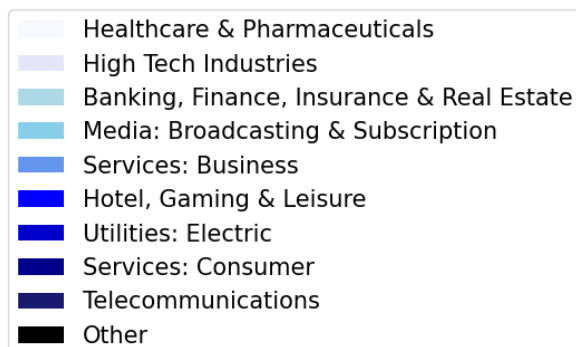 Healthcare & Pharmaceuticals
High Tech Industries
Banking, Finance, Insurance & Real Estate
Media: Broadcasting & Subscription
Services: Business
Hotel, Gaming & Leisure
Utilities: Electric
Services: Consumer
Telecommunications
Other